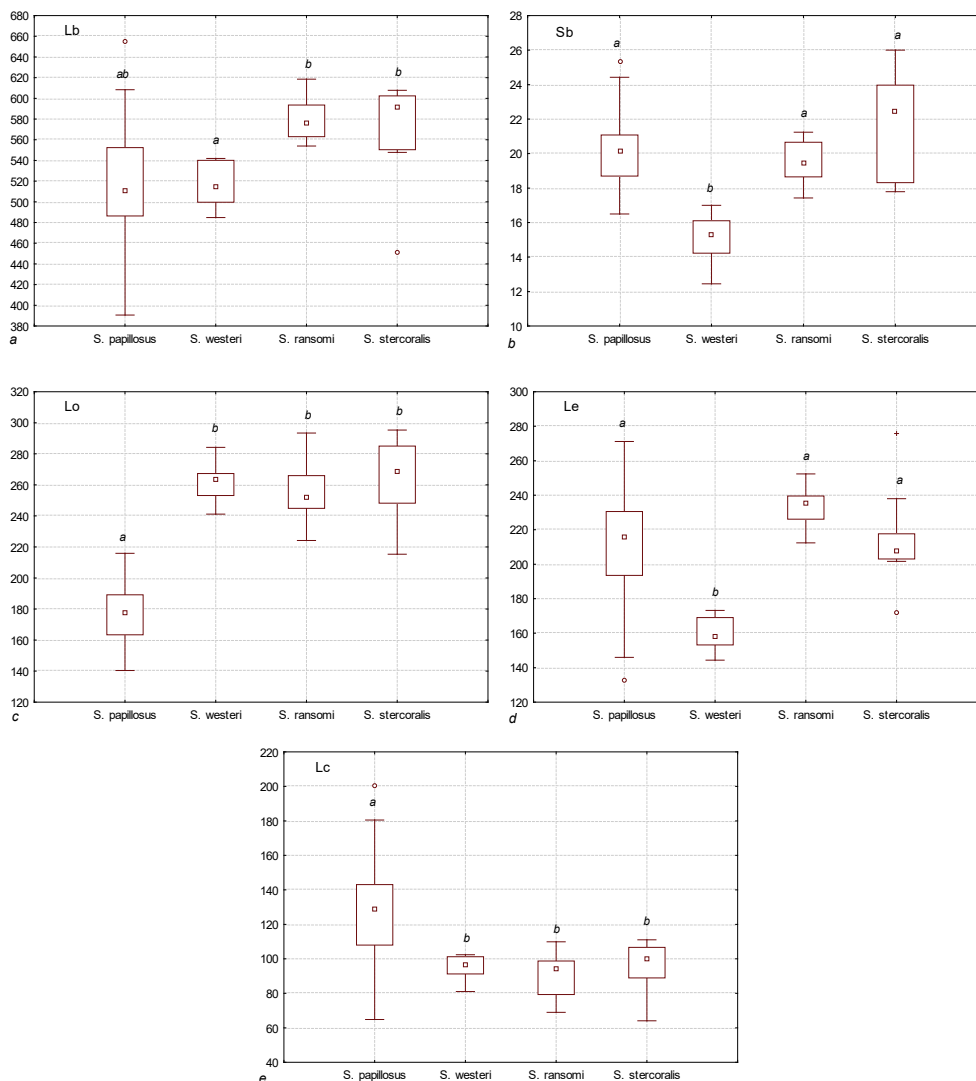 Lb
680
660
640
620
600
580
560
540
520
500
480
460
440
420
400
380
ab
a
b
b
S. papillosus S. westeri S. ransomi S. stercoralis
a
Sb
28
26
24
22
20
18
16
14
12
10
a
b
a
a
S. papillosus S. westeri S. ransomi S. stercoralis
b
Lo
320
300
280
260
240
220
200
180
160
140
120
a
b
b
b
S. papillosus S. westeri S. ransomi S. stercoralis
c
Le
300
280
260
240
220
200
180
160
140
120
a
b
a
a
S. papillosus S. westeri S. ransomi S. stercoralis
d
Lc
220
200
180
160
140
120
100
80
60
40
a
b
b
b
S. papillosus S. westeri S. ransomi S. stercoralis
e